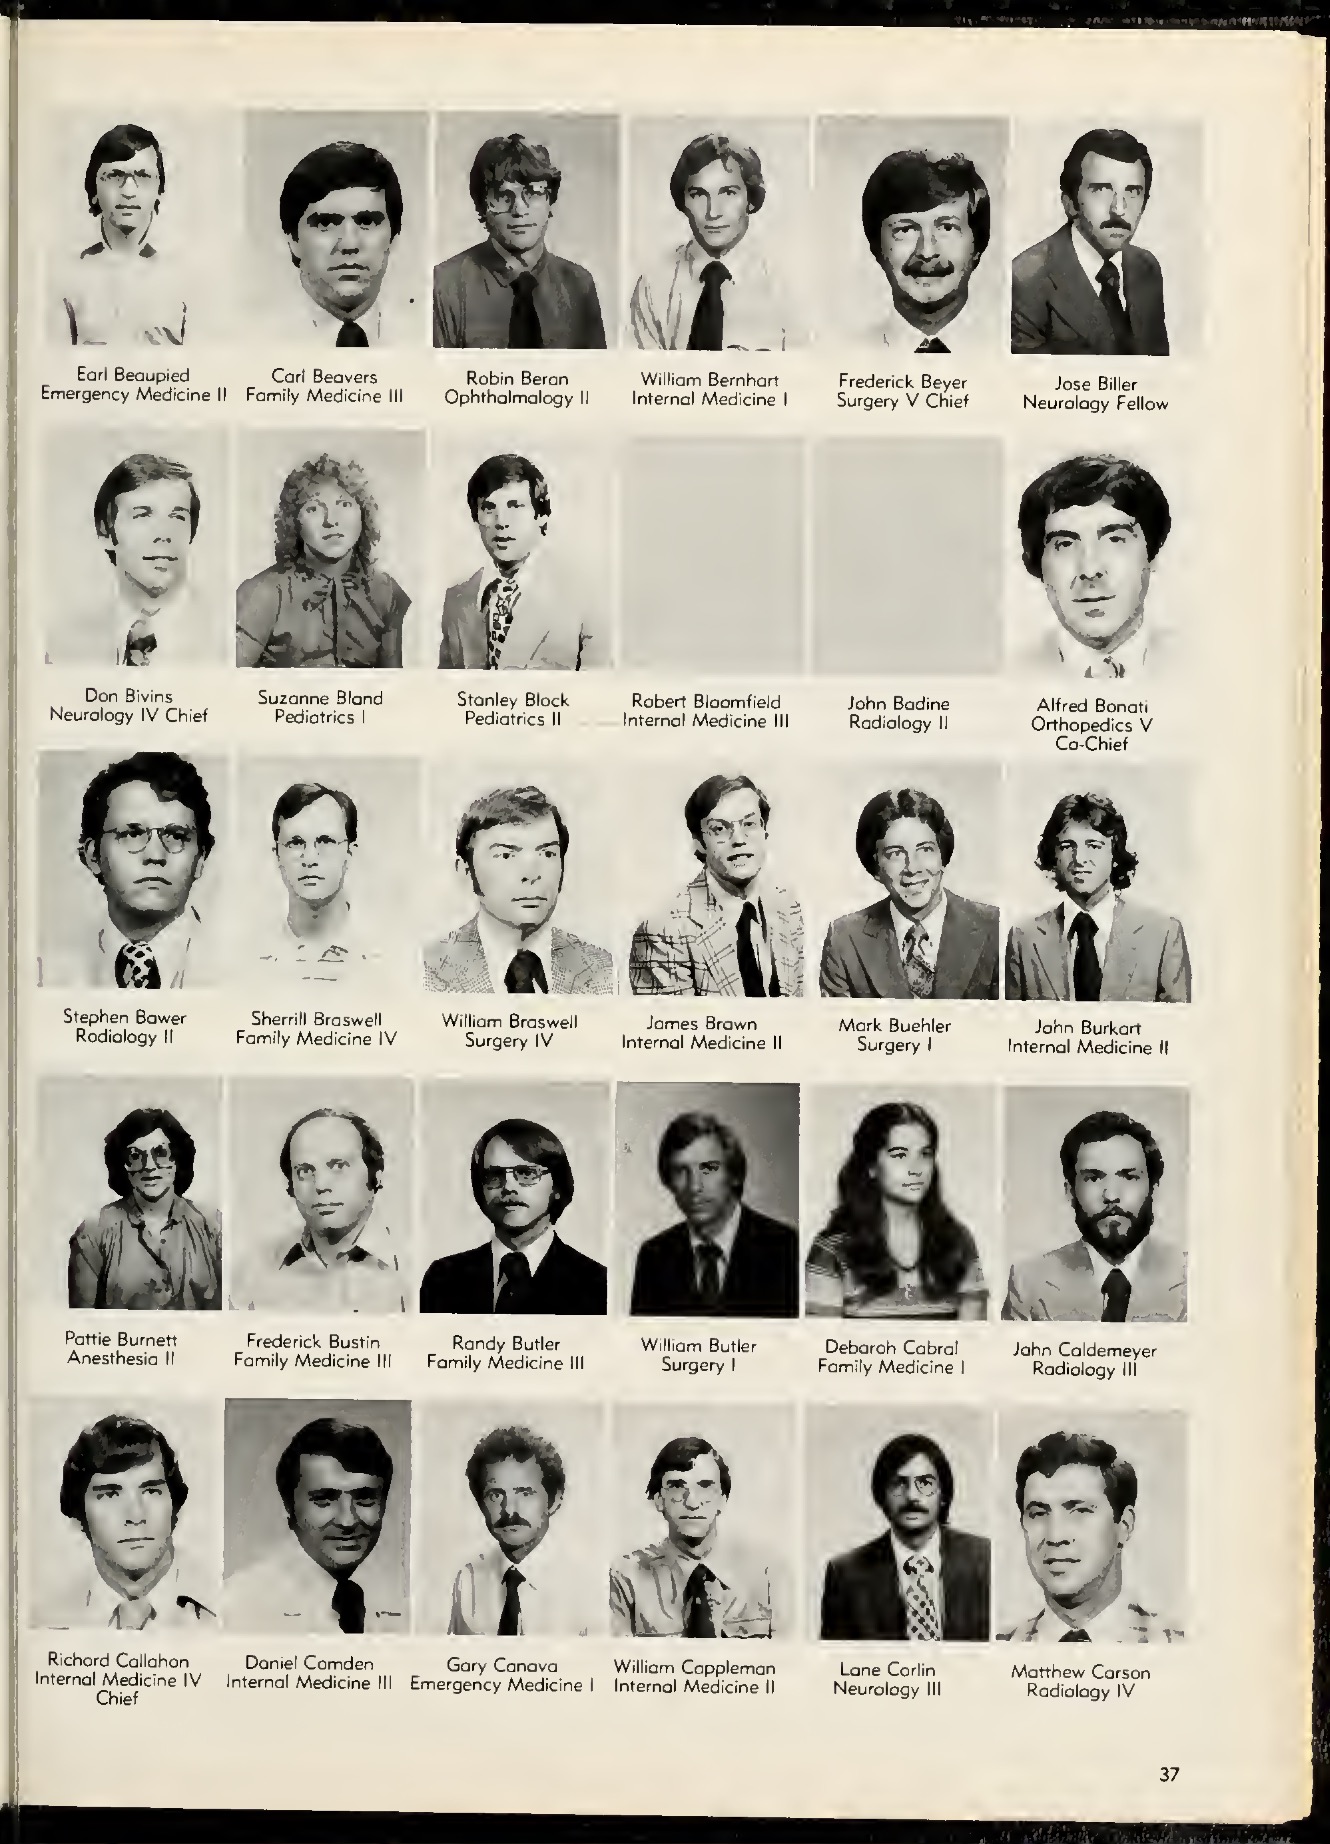 Earl Beaupied
Emergency Medicine II
Carl Beavers
Family Medicine III
Robin Beran
Ophthalmalogy II
William Bernhart
Internal Medicine I
Frederick Beyer
Surgery V Chief
Jose Biller
Neurology Fellow
Don Bivins
Neurology IV Chief
Suzanne Bland
Pediatrics I
Stanley Block
Pediatrics II
Robert Bloomfield
Internal Medicine III
John Bodine
Radiology II
Alfred Bonati
Orthopedics V
Co-Chief
Stephen Bower
Radiology II
Sherrill Braswell
Family Medicine IV
William Braswell
Surgery IV
James Brown
Internal Medicine II
Mark Buehler
Surgery I
John Burkart
Internal Medicine II
Pattie Burnett
Anesthesia II
Frederick Bustin
Family Medicine III
Randy Butler
Family Medicine III
William Butler
Surgery I
Deborah Cabral
Family Medicine I
John Caldemeyer
Radiology III
Richard Callahan
Internal Medicine IV
Chief
Daniel Camden
Internal Medicine III
Gary Canova
Emergency Medicine I
William Cappleman
Internal Medicine II
Lane Carlin
Neurology III
Matthew Carson
Radiology IV
37